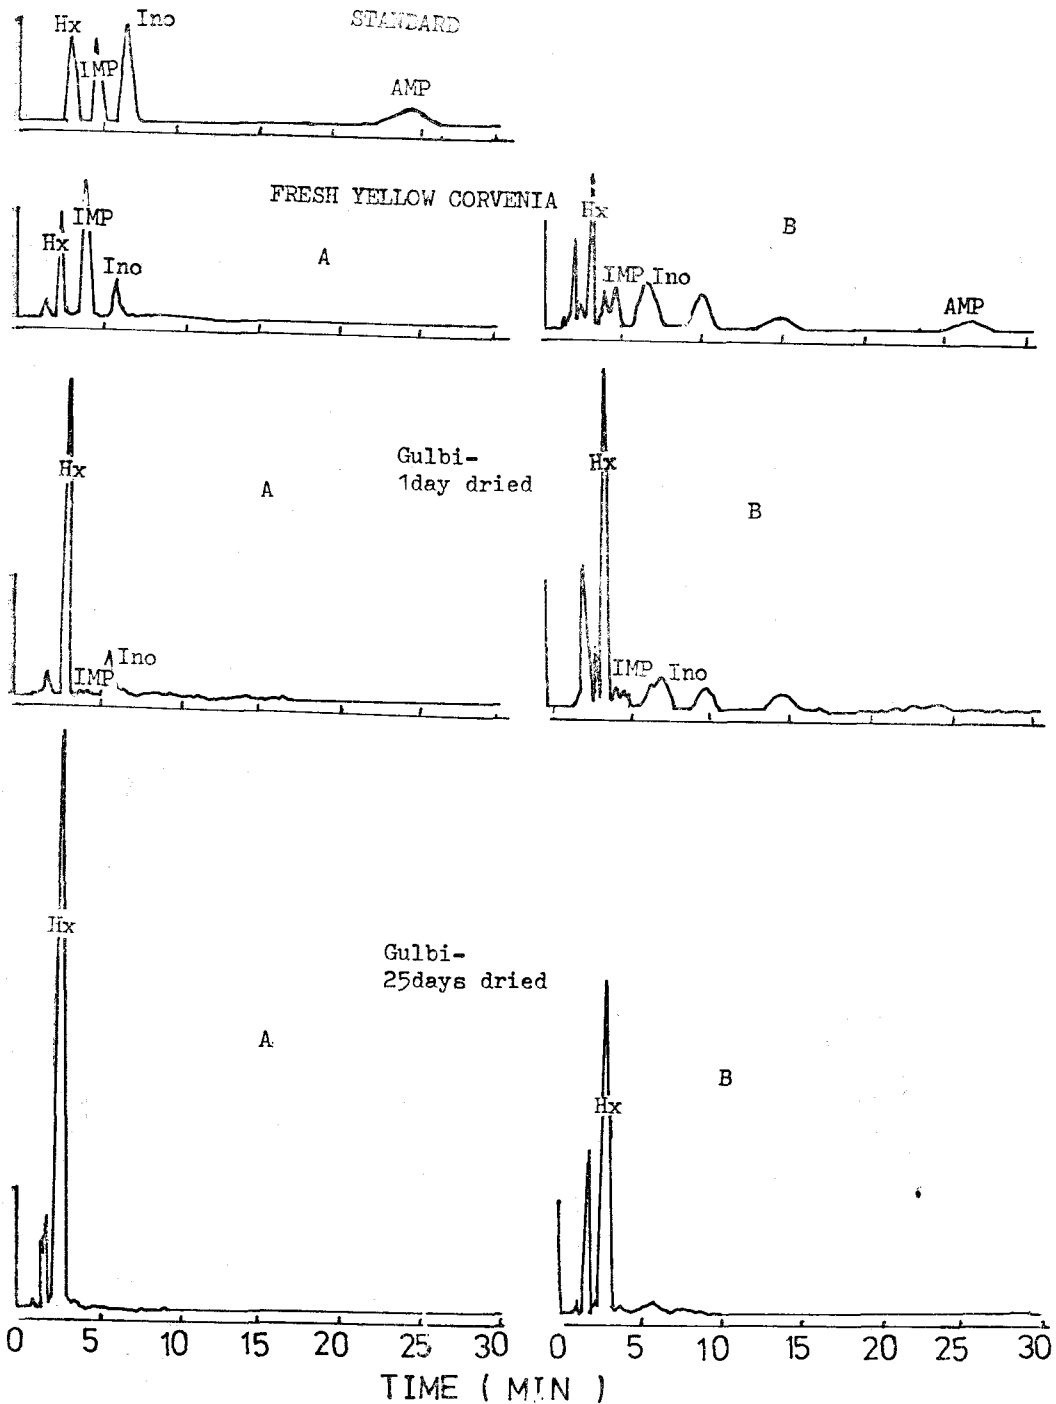 STANDARD
Hx
Ino
IMP
AMP
FRESH YELLOW CORVENIA
Hx
IMP
Ino
A
Hx
IMP Ino
B
AMP
Gulbi-
1day dried
Hx
A
IMP
Ino
Hx
B
IMP Ino
Gulbi-
25days dried
Hx
A
Hx
B
0 5 10 15 20 25 30
0 5 10 15 20 25 30
TIME ( MIN )